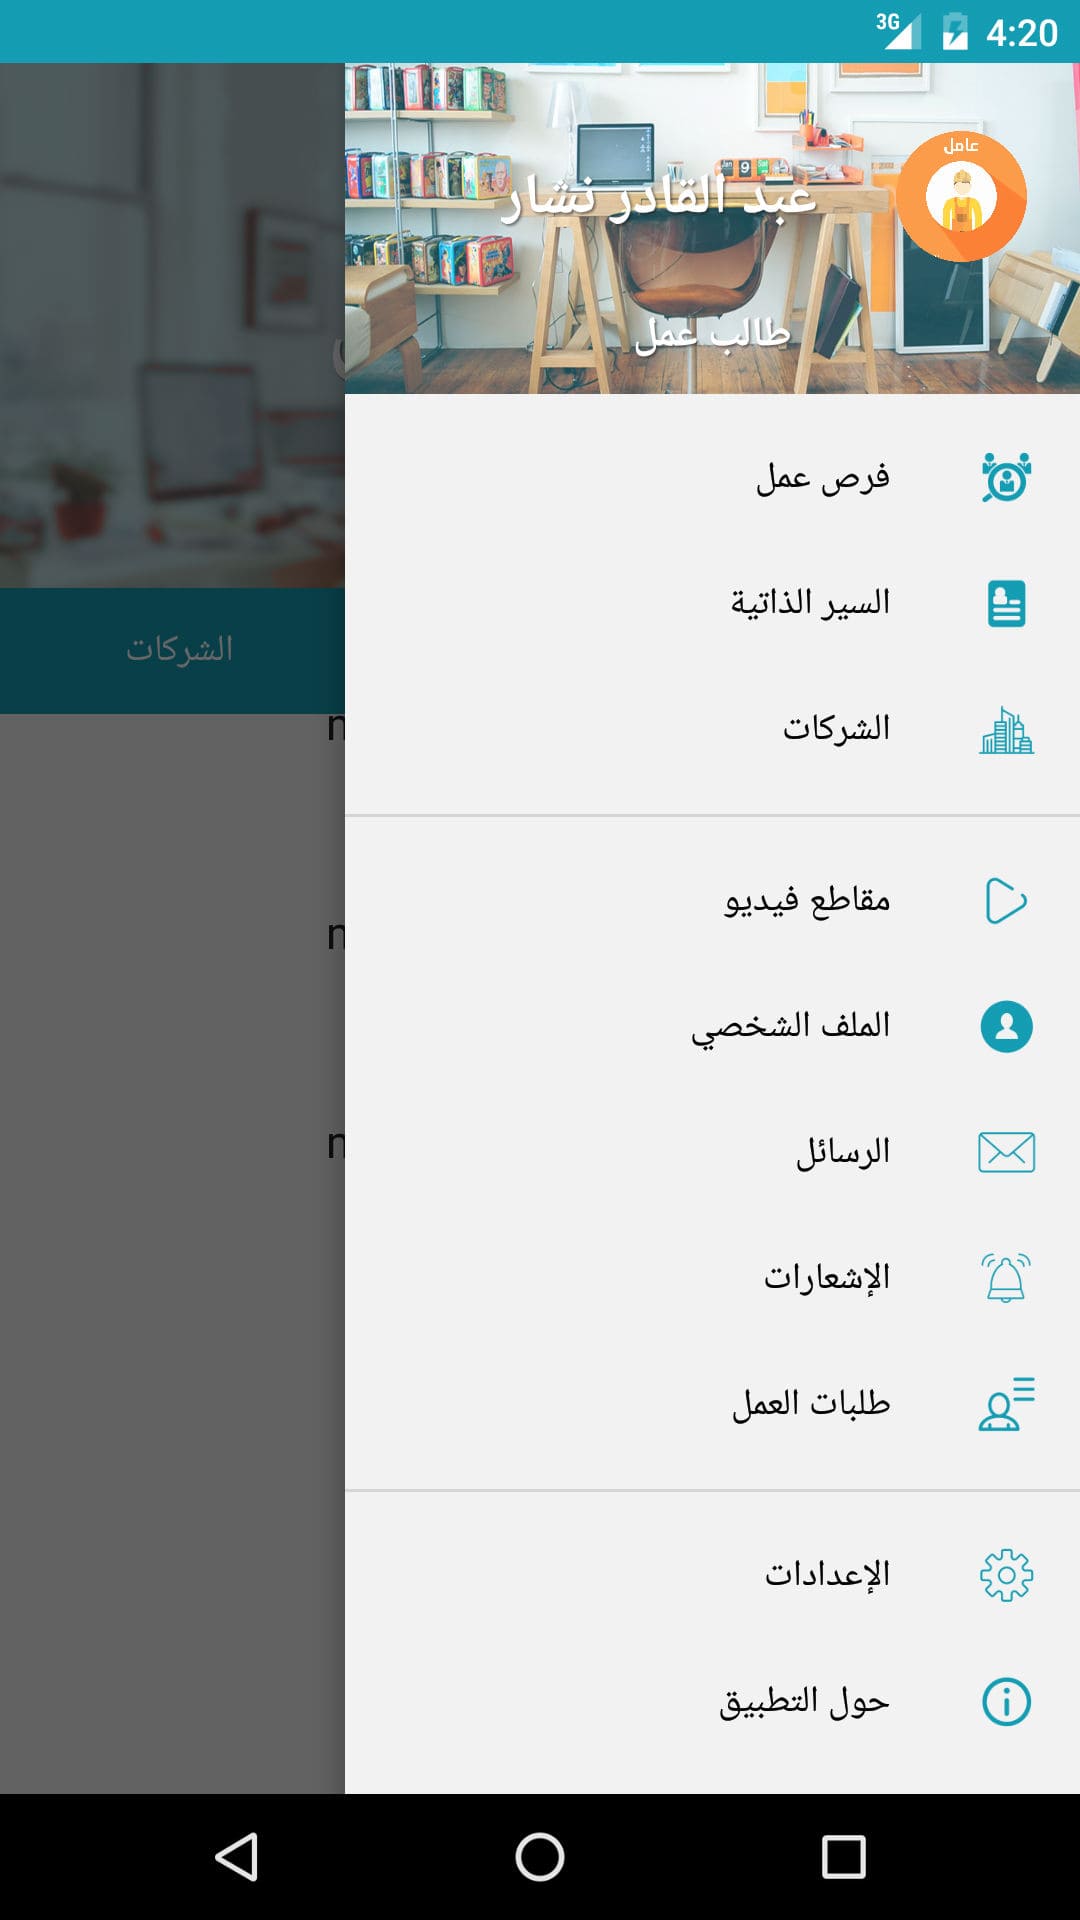 3G 4:20
عامل
عبد القادر نشار
طالب عمل
فرص عمل
السير الذاتية
الشركات
مقاطع فيديو
الملف الشخصي
الرسائل
الإشعارات
طلبات العمل
الإعدادات
حول التطبيق
الشركات